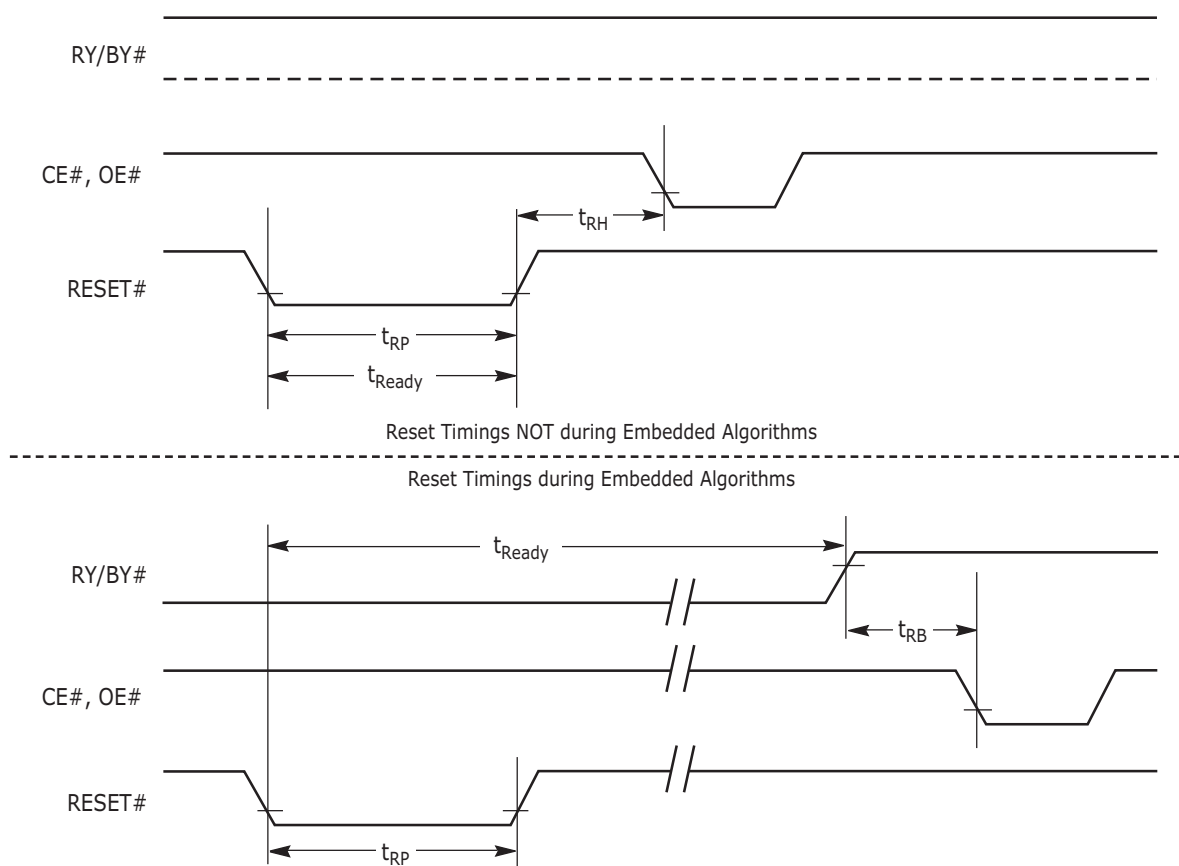 RY/BY#
CE#, OE#
tRH
RESET#
tRP
tReady
Reset Timings NOT during Embedded Algorithms
Reset Timings during Embedded Algorithms
tReady
RY/BY#
tRB
CE#, OE#
RESET#
tRP